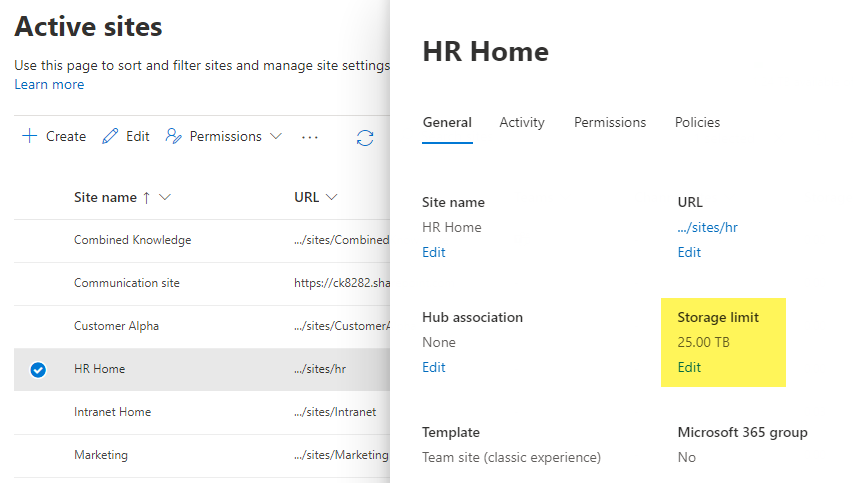 Active sites
Use this page to sort and filter sites and manage site settings
Learn more
Create Edit Permissions ...
Site name ↑ URL
Combined Knowledge .../sites/Combined
Communication site https://ck8282.sha
Customer Alpha .../sites/CustomerA
HR Home .../sites/hr
Intranet Home .../sites/Intranet
Marketing .../sites/Marketing
HR Home
General Activity Permissions Policies
Site name URL
HR Home .../sites/hr
Edit Edit
Hub association Storage limit
None 25.00 TB
Edit Edit
Template Microsoft 365 group
Team site (classic experience) No